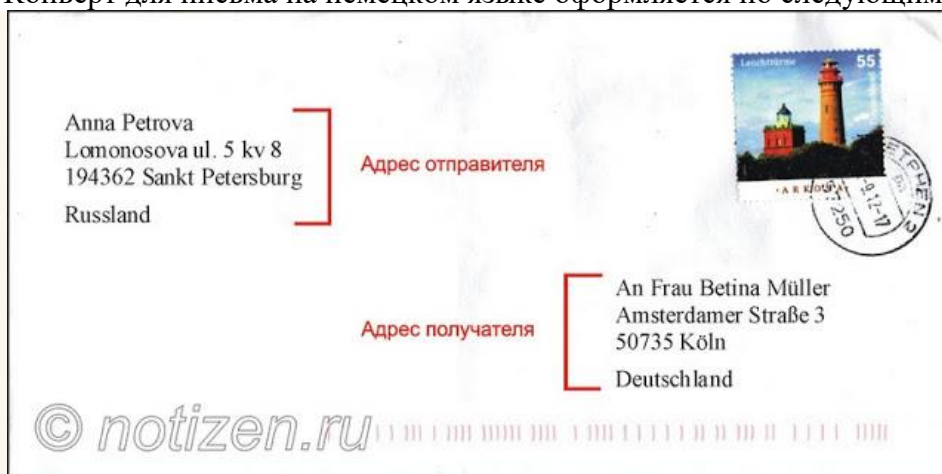 Конверт для письма на немецком языке оформляется по следующим
Leuchttürme 55
Anna Petrova
Lomonosova ul. 5 kv 8
194362 Sankt Petersburg
Russland
Адрес отправителя
ARKONA
An Frau Betina Müller
Amsterdamer Straße 3
50735 Köln
Deutschland
Адрес получателя
© notizen.ru